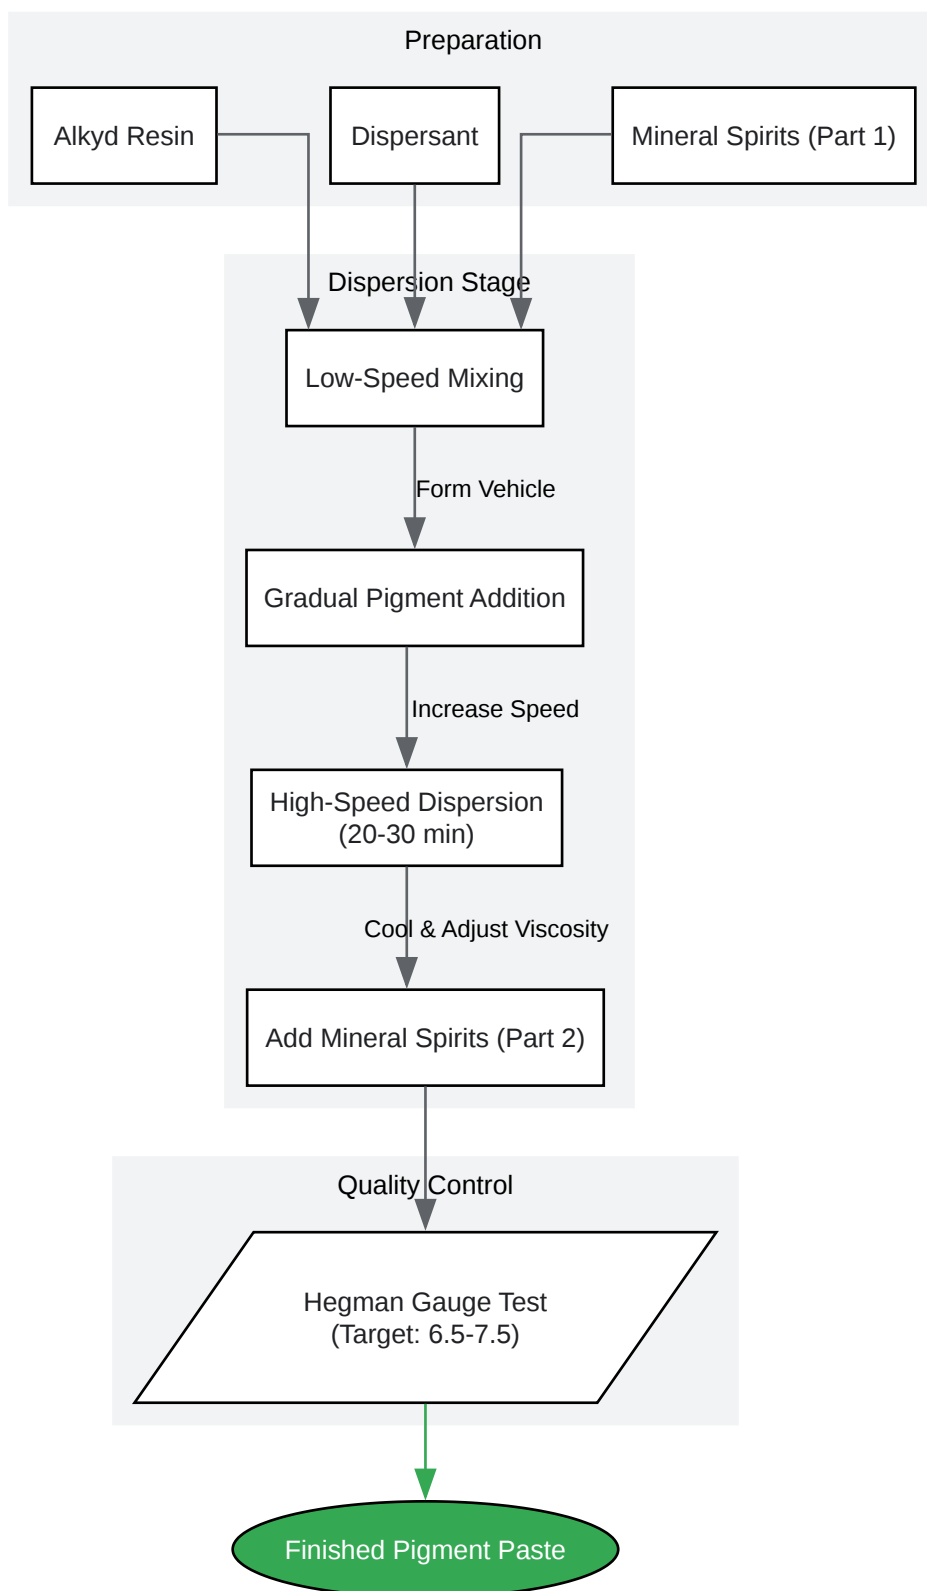 Preparation
Alkyd Resin
Dispersant
Mineral Spirits (Part 1)
Dispersion Stage
Low-Speed Mixing
Form Vehicle
Gradual Pigment Addition
Increase Speed
High-Speed Dispersion
(20-30 min)
Cool & Adjust Viscosity
Add Mineral Spirits (Part 2)
Quality Control
Hegman Gauge Test
(Target: 6.5-7.5)
Finished Pigment Paste